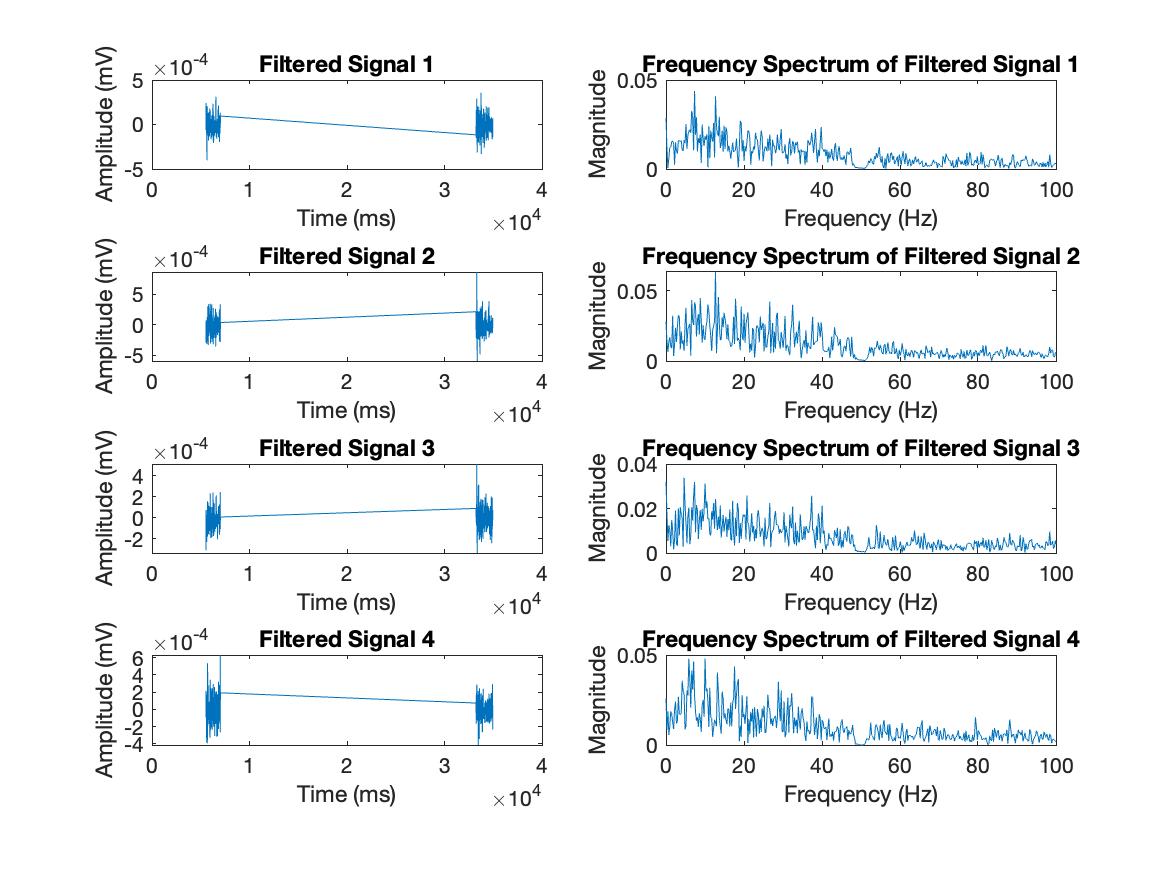 Filtered Signal 1
×10-4
Amplitude (mV)
5
0
-5
0 1 2 3 4
Time (ms)
×104
Frequency Spectrum of Filtered Signal 1
Magnitude
0.05
0
0 20 40 60 80 100
Frequency (Hz)
Filtered Signal 2
×10-4
Amplitude (mV)
5
0
-5
0 1 2 3 4
Time (ms)
×104
Frequency Spectrum of Filtered Signal 2
Magnitude
0.05
0
0 20 40 60 80 100
Frequency (Hz)
Filtered Signal 3
×10-4
Amplitude (mV)
4
2
0
-2
0 1 2 3 4
Time (ms)
×104
Frequency Spectrum of Filtered Signal 3
Magnitude
0.04
0.02
0
0 20 40 60 80 100
Frequency (Hz)
Filtered Signal 4
×10-4
Amplitude (mV)
6
4
2
0
-2
-4
0 1 2 3 4
Time (ms)
×104
Frequency Spectrum of Filtered Signal 4
Magnitude
0.05
0
0 20 40 60 80 100
Frequency (Hz)